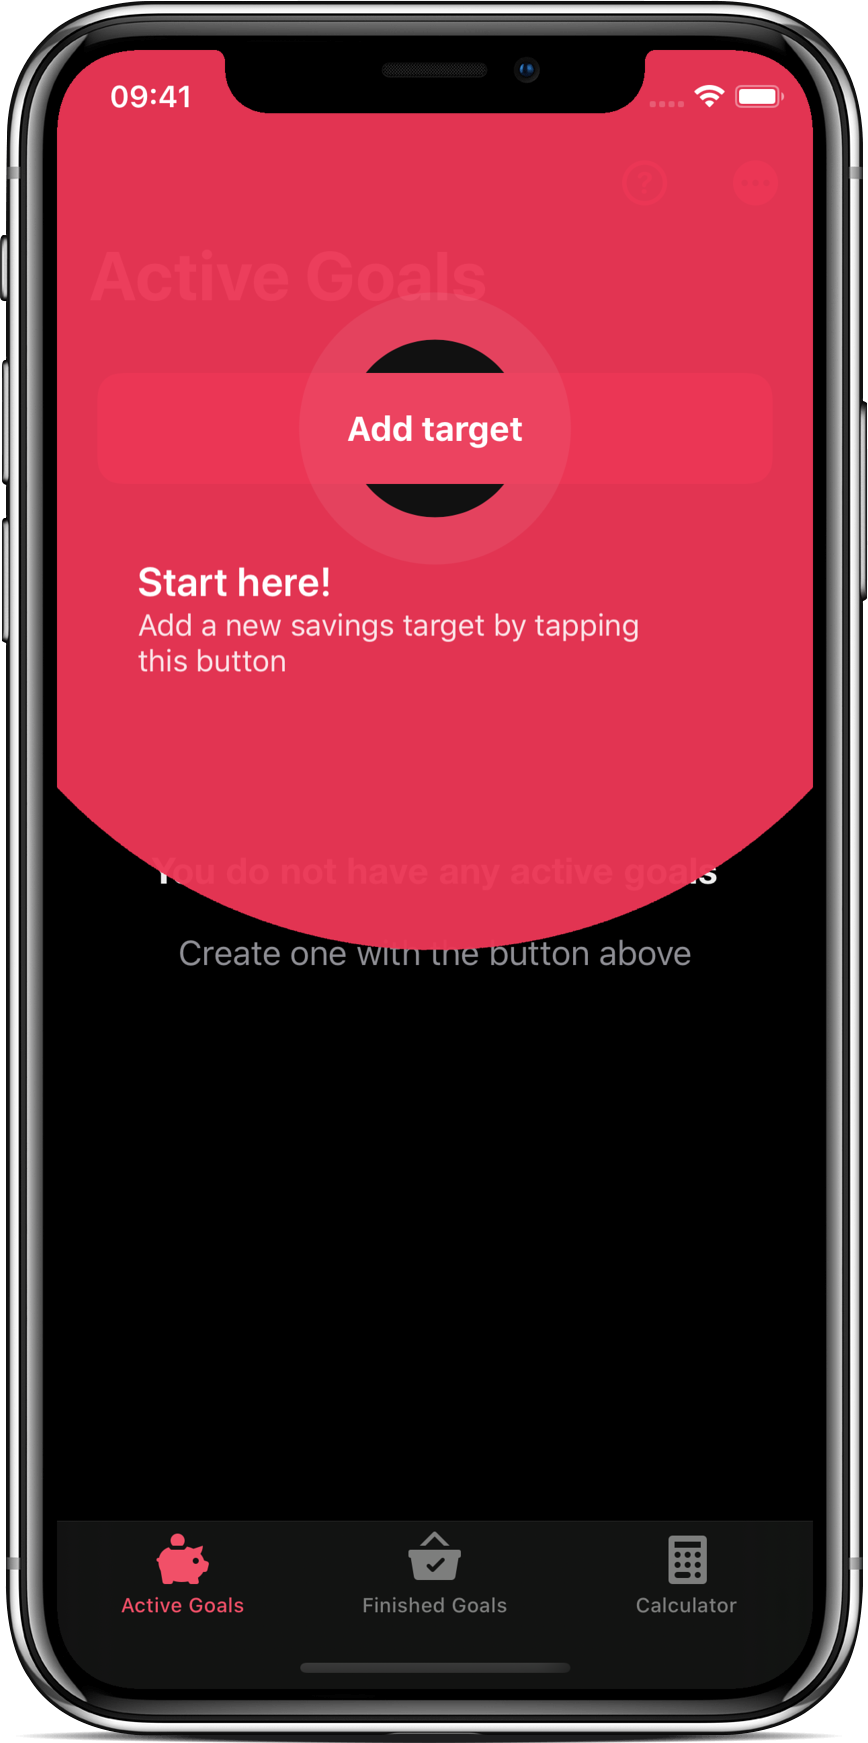 09:41
?
Active Goals
Add target
Start here!
Add a new savings target by tapping
this button
You do not have any active goals
Create one with the button above
Active Goals
Finished Goals
Calculator